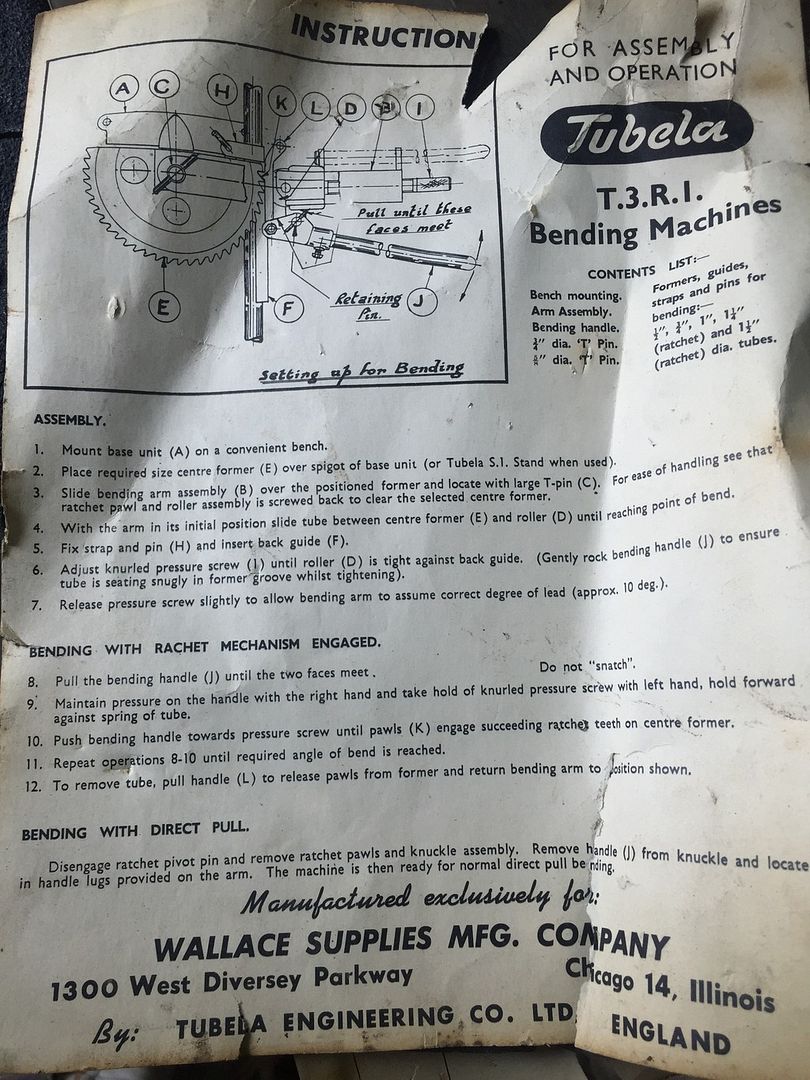 INSTRUCTION
A C H K L D B I
Pull until these
faces meet
E
F
J
Retaining
Pin.
Setting up for Bending
FOR ASSEMBLY
AND OPERATION
Tubela
T.3.R.I.
Bending Machines
CONTENTS LIST:—
Bench mounting.
Arm Assembly.
Bending handle.
dia. 'T' Pin.
dia. 'T' Pin.
Formers, guides,
straps and pins for
bending:—
½", ¾", 1", 1¼"
(ratchet) and 1½"
(ratchet) dia. tubes.
ASSEMBLY.
1. Mount base unit (A) on a convenient bench.
2. Place required size centre former (E) over spigot of base unit (or Tubela S.1. Stand when used).
3. Slide bending arm assembly (B) over the positioned former and locate with large T-pin (C). For ease of handling see that
ratchet pawl and roller assembly is screwed back to clear the selected centre former.
4. With the arm in its initial position slide tube between centre former (E) and roller (D) until reaching point of bend.
5. Fix strap and pin (H) and insert back guide (F).
6. Adjust knurled pressure screw (I) until roller (D) is tight against back guide. (Gently rock bending handle (J) to ensure
tube is seating snugly in former groove whilst tightening).
7. Release pressure screw slightly to allow bending arm to assume correct degree of lead (approx. 10 deg.).
BENDING WITH RACHET MECHANISM ENGAGED.
8. Pull the bending handle (J) until the two faces meet. Do not "snatch".
9. Maintain pressure on the handle with the right hand and take hold of knurled pressure screw with left hand, hold forward
against spring of tube.
10. Push bending handle towards pressure screw until pawls (K) engage succeeding ratchet teeth on centre former.
11. Repeat operations 8-10 until required angle of bend is reached.
12. To remove tube, pull handle (L) to release pawls from former and return bending arm to position shown.
BENDING WITH DIRECT PULL.
Disengage ratchet pivot pin and remove ratchet pawls and knuckle assembly. Remove handle (J) from knuckle and locate
in handle lugs provided on the arm. The machine is then ready for normal direct pull bending.
Manufactured exclusively for:
WALLACE SUPPLIES MFG. COMPANY
1300 West Diversey Parkway Chicago 14, Illinois
By: TUBELA ENGINEERING CO. LTD. ENGLAND